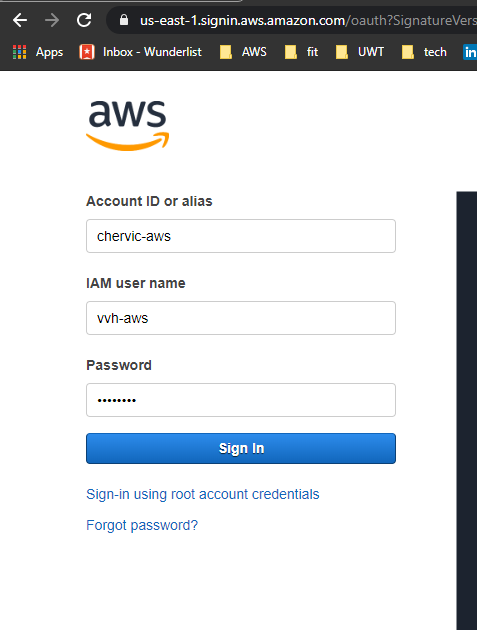 us-east-1.signin.aws.amazon.com/oauth?SignatureVers
Apps Inbox - Wunderlist AWS fit UWT tech in
aws
Account ID or alias
chervic-aws
IAM user name
vvh-aws
Password
••••••••
Sign In
Sign-in using root account credentials
Forgot password?